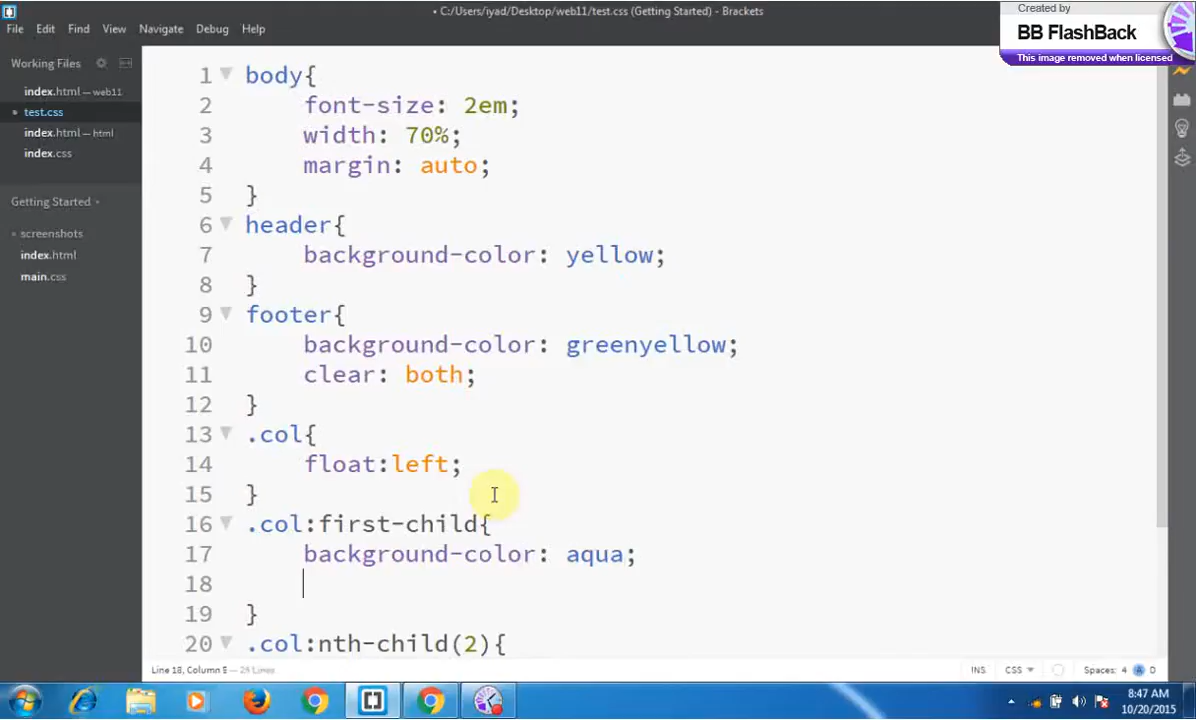 C:/Users/iyad/Desktop/web11/test.css (Getting Started) - Brackets
Created by
BB FlashBack
This image removed when licensed
File Edit Find View Navigate Debug Help
Working Files
index.html — web11
test.css
index.html — html
index.css
Getting Started
screenshots
index.html
main.css
1 body{
2 font-size: 2em;
3 width: 70%;
4 margin: auto;
5 }
6 header{
7 background-color: yellow;
8 }
9 footer{
10 background-color: greenyellow;
11 clear: both;
12 }
13 .col{
14 float:left;
15 }
16 .col:first-child{
17 background-color: aqua;
18
19 }
20 .col:nth-child(2){
Line 18, Column 5 —
Lines
INS
CSS
Spaces: 4
D
8:47 AM
10/20/2015